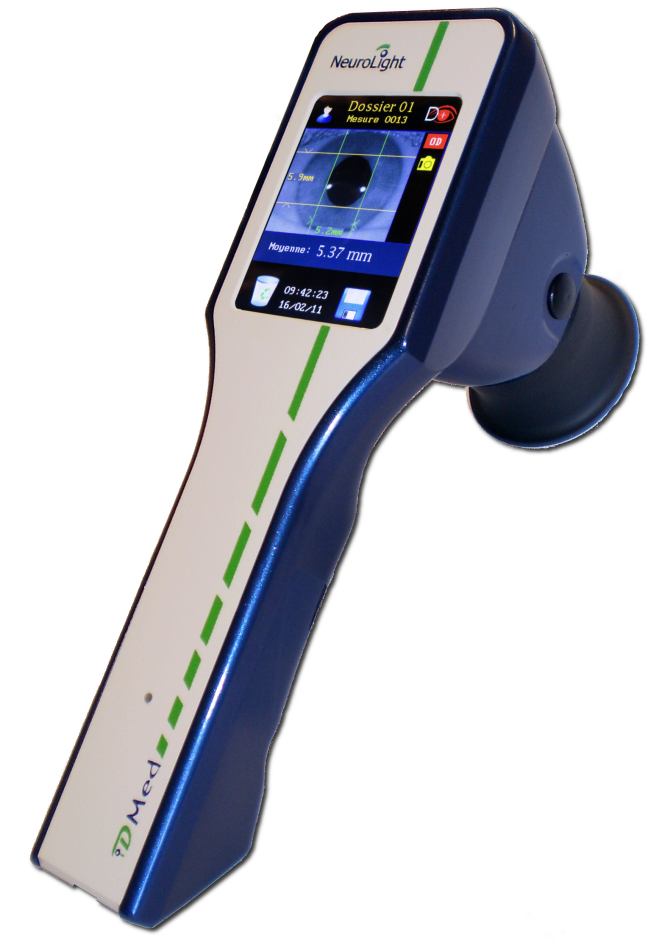 NeuroLight
Dossier 01
Mesure 0013
OD
5.9mm
5.2mm
Moyenne: 5.37 mm
09:42:23
16/02/11
iDMed